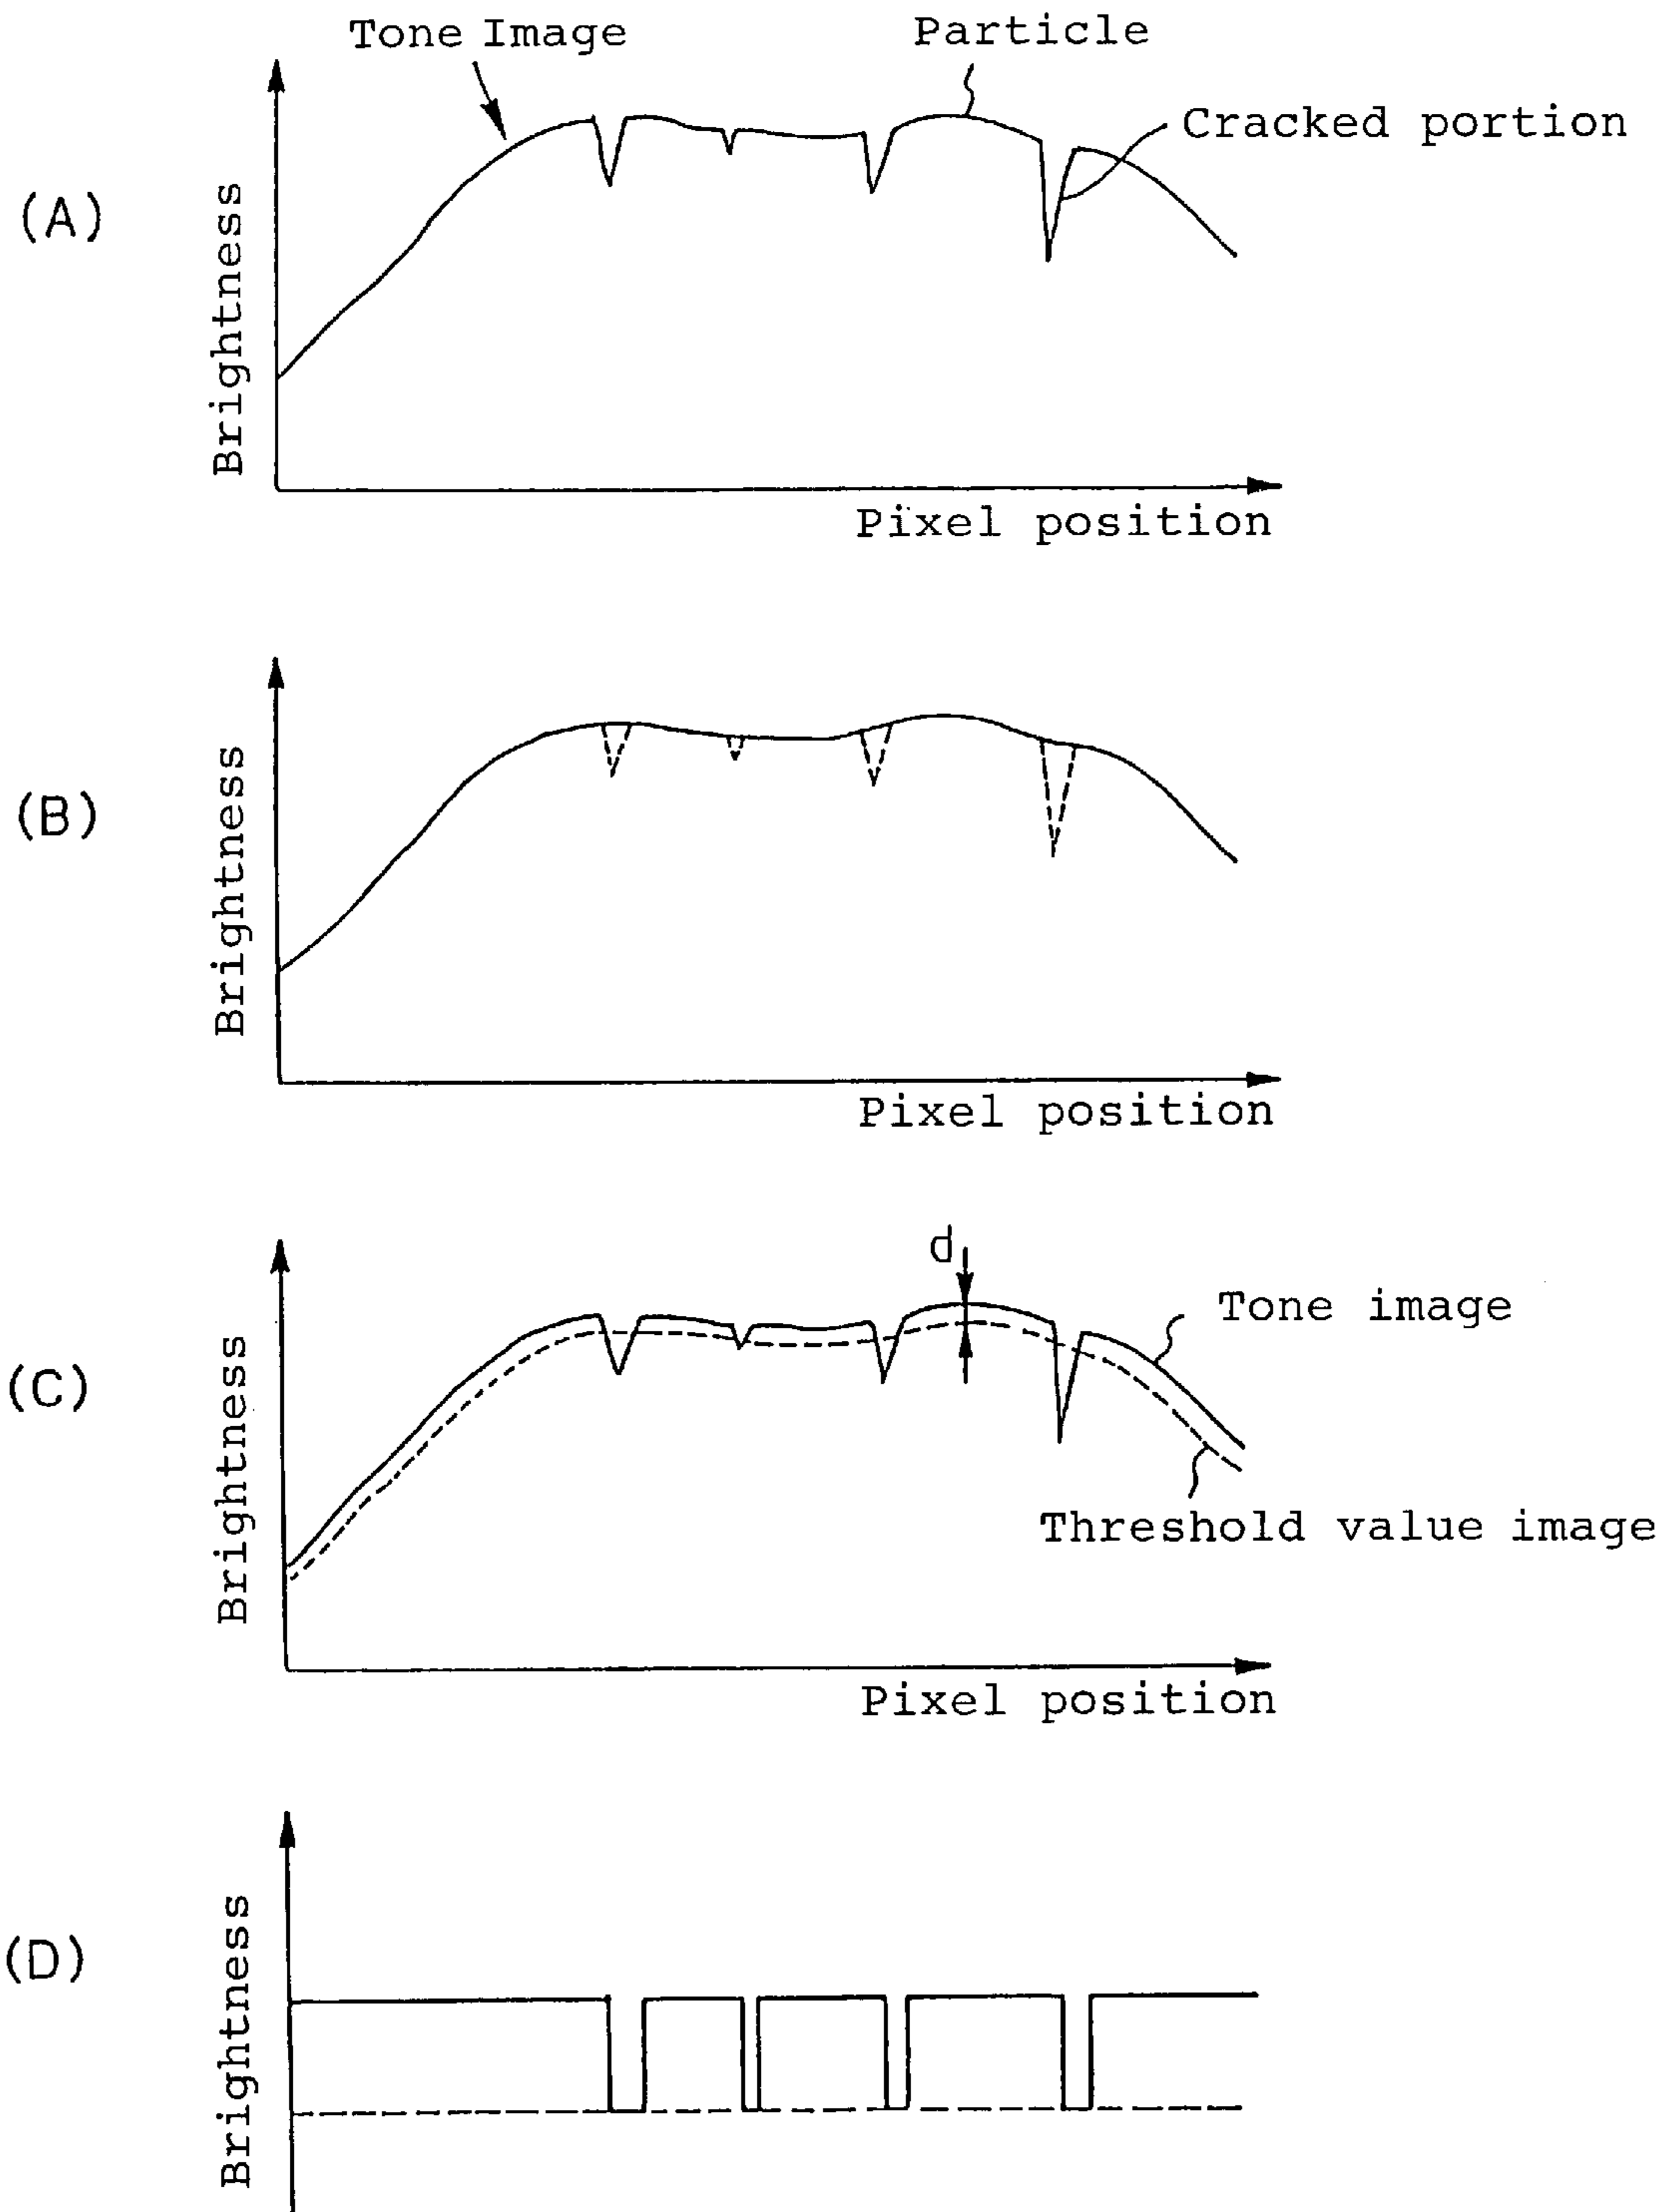 Tone Image
Particle
Cracked portion
(A)
Brightness
Pixel position
(B)
Brightness
Pixel position
(C)
Brightness
d
Tone image
Threshold value image
Pixel position
(D)
Brightness